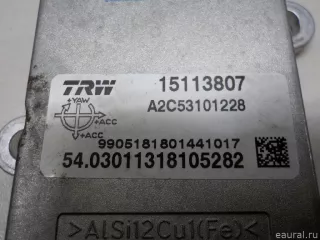 TRW
15113807
+YAW
A2C53101228
+ACC
+ACC
9905181801441017
54.03011318105282
>AlSi12Cu1(Fe)<
eaural.ru